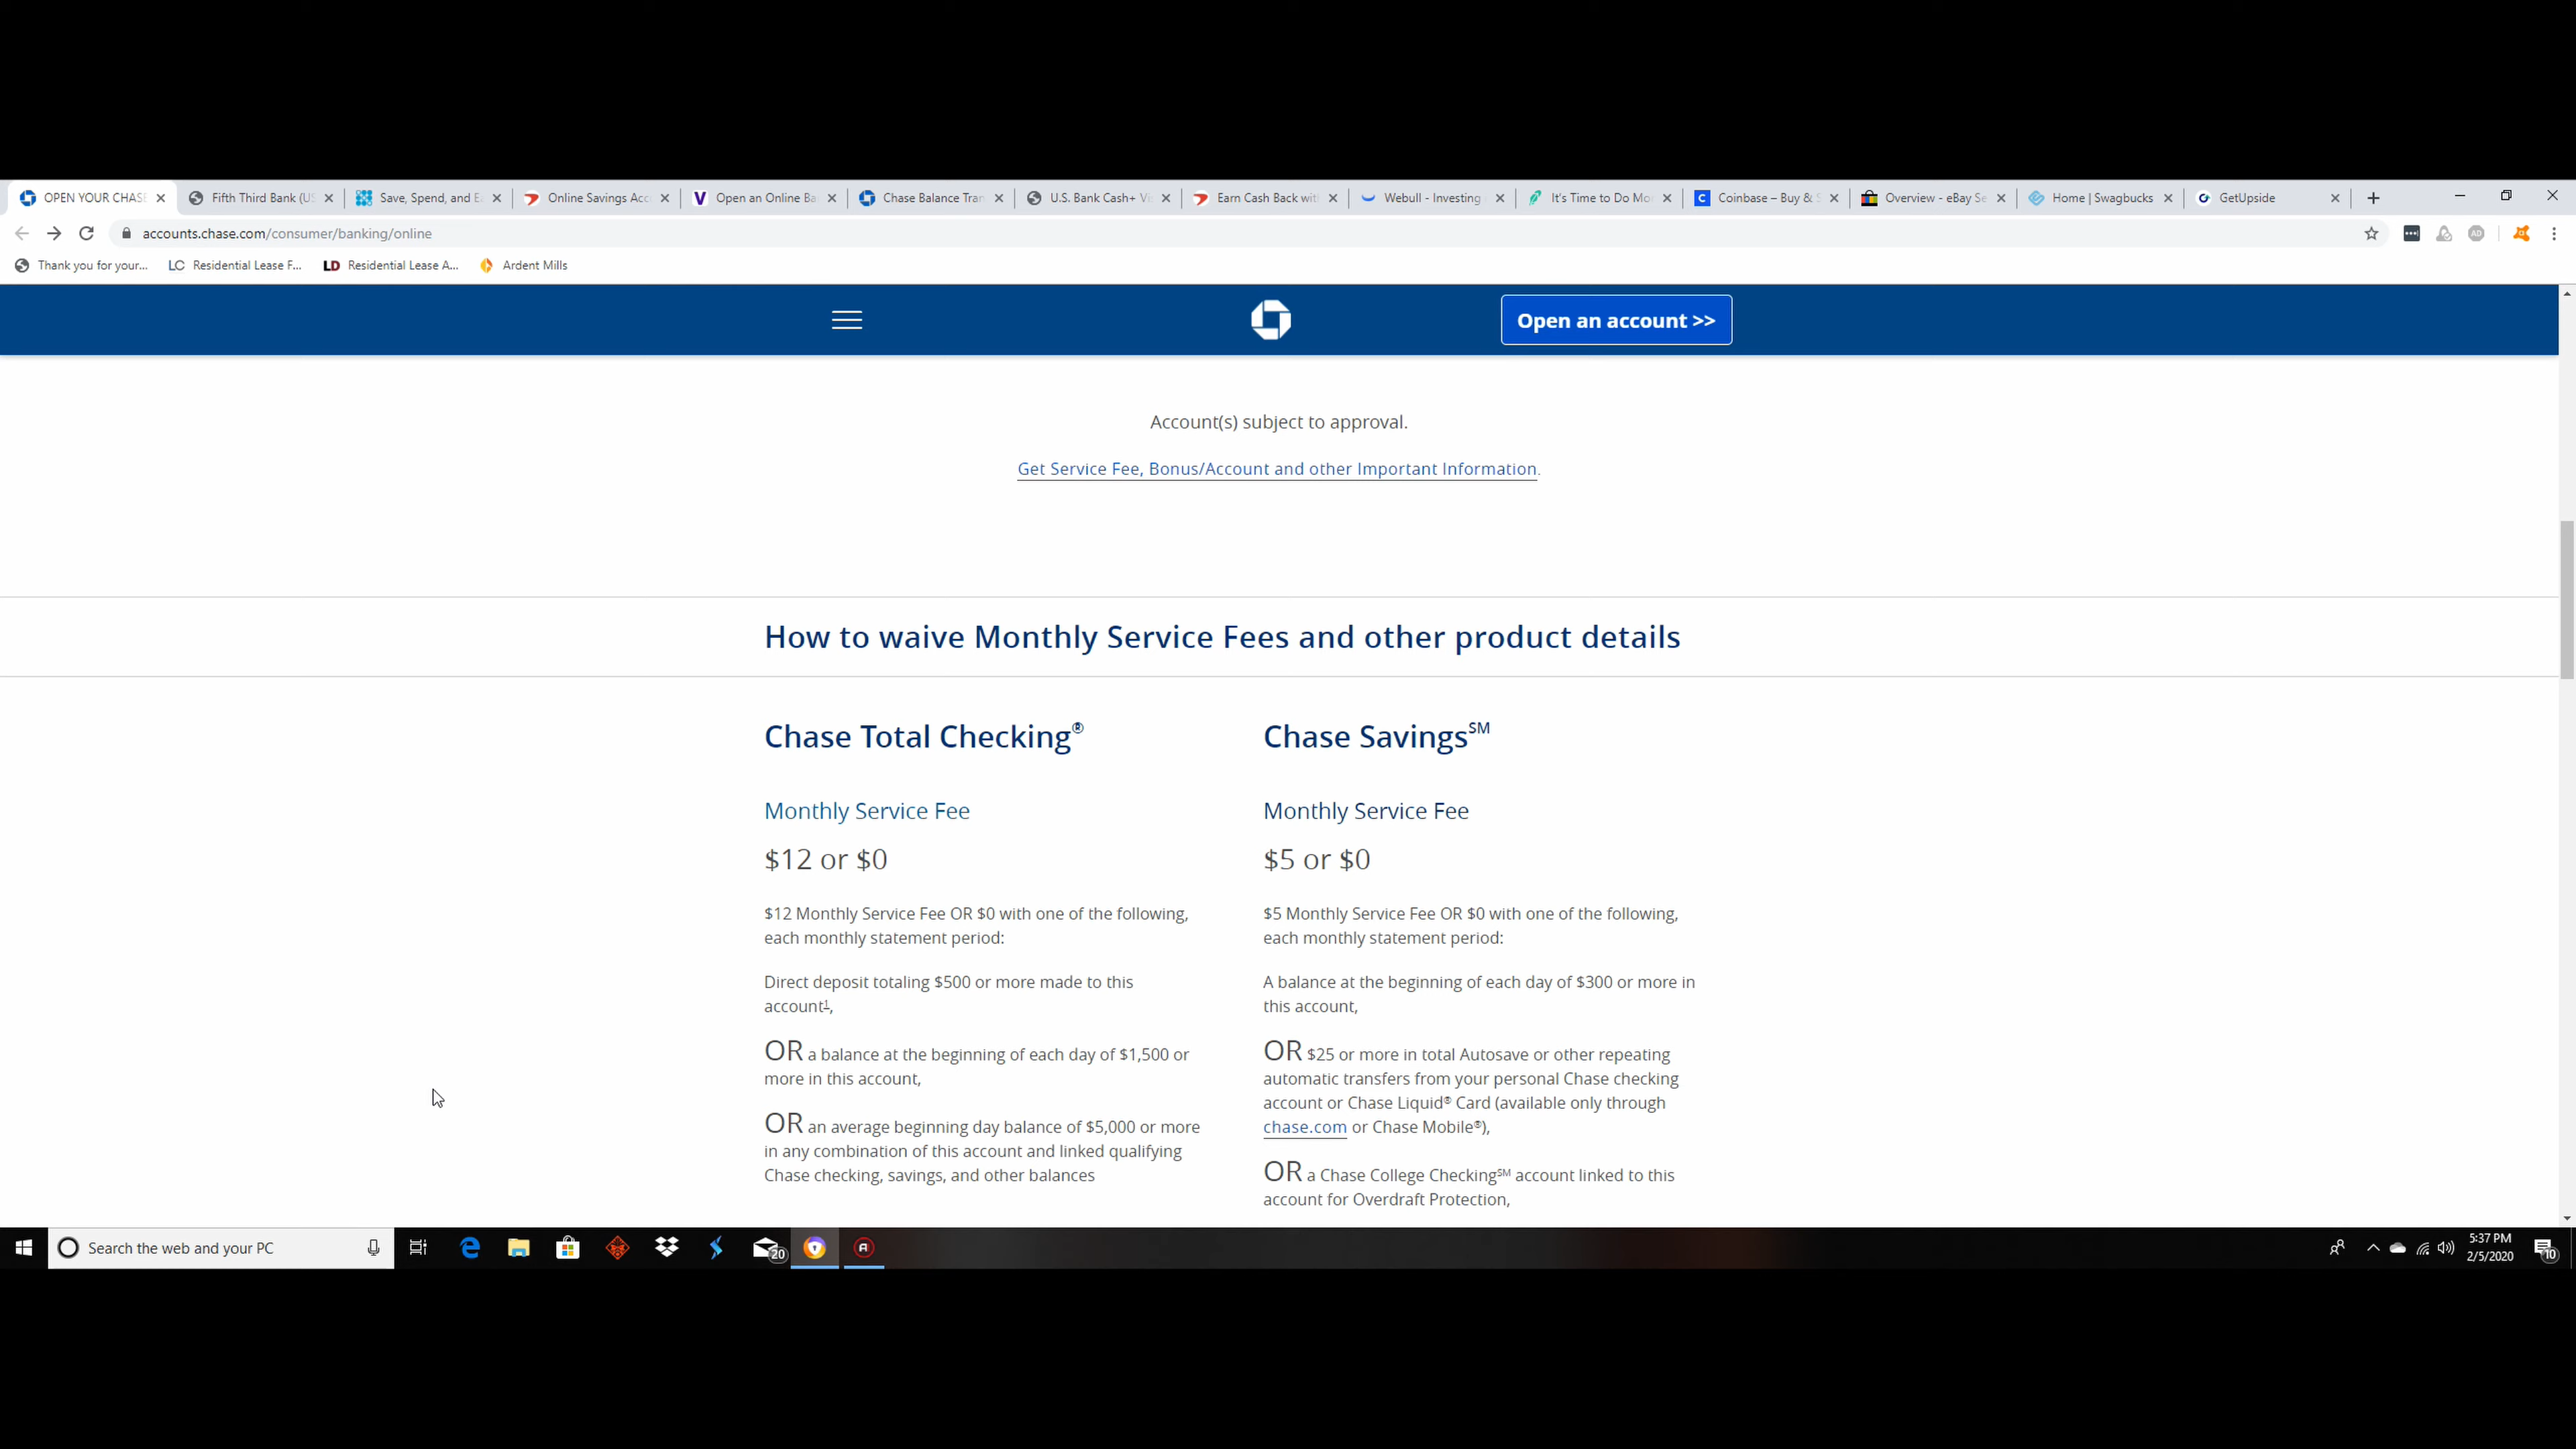 OPEN YOUR CHASE
Fifth Third Bank (US
Save, Spend, and E
Online Savings Acc
Open an Online Ba
Chase Balance Tran
U.S. Bank Cash+ Vi
Earn Cash Back with
Webull - Investing
It's Time to Do Mo
Coinbase – Buy & S
Overview - eBay Se
Home | Swagbucks
GetUpside
accounts.chase.com/consumer/banking/online
Thank you for your...
LC Residential Lease F...
LD Residential Lease A...
Ardent Mills
Open an account >>
Account(s) subject to approval.
Get Service Fee, Bonus/Account and other Important Information.
How to waive Monthly Service Fees and other product details
Chase Total Checking®
Monthly Service Fee
$12 or $0
$12 Monthly Service Fee OR $0 with one of the following,
each monthly statement period:
Direct deposit totaling $500 or more made to this
account¹,
OR a balance at the beginning of each day of $1,500 or
more in this account,
OR an average beginning day balance of $5,000 or more
in any combination of this account and linked qualifying
Chase checking, savings, and other balances
Chase Savings℠
Monthly Service Fee
$5 or $0
$5 Monthly Service Fee OR $0 with one of the following,
each monthly statement period:
A balance at the beginning of each day of $300 or more in
this account,
OR $25 or more in total Autosave or other repeating
automatic transfers from your personal Chase checking
account or Chase Liquid® Card (available only through
chase.com or Chase Mobile®),
OR a Chase College Checking℠ account linked to this
account for Overdraft Protection,
Search the web and your PC
20
5:37 PM
2/5/2020
10